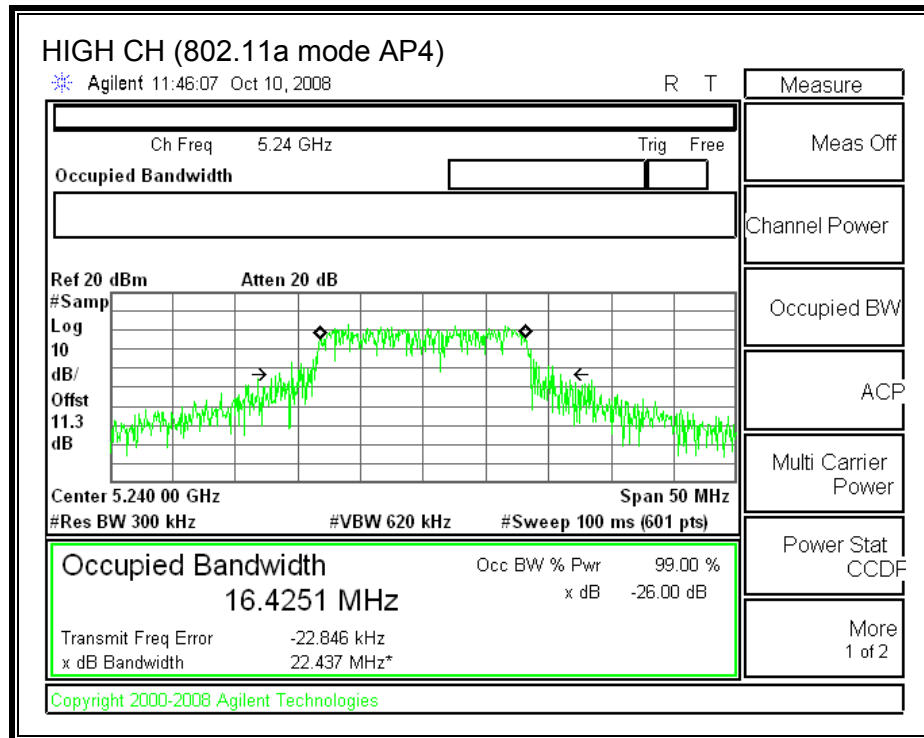 HIGH CH (802.11a mode AP4)
Agilent 11:46:07 Oct 10, 2008 R T
Measure
Ch Freq 5.24 GHz Trig Free
Meas Off
Occupied Bandwidth
Channel Power
Ref 20 dBm Atten 20 dB
#Samp
Log
10
dB/
Offst
11.3
dB
Occupied BW
ACP
Multi Carrier
Power
Center 5.240 00 GHz Span 50 MHz
#Res BW 300 kHz #VBW 620 kHz #Sweep 100 ms (601 pts)
Power Stat
CCDF
Occupied Bandwidth Occ BW % Pwr 99.00 %
16.4251 MHz x dB -26.00 dB
Transmit Freq Error -22.846 kHz
x dB Bandwidth 22.437 MHz*
More
1 of 2
Copyright 2000-2008 Agilent Technologies